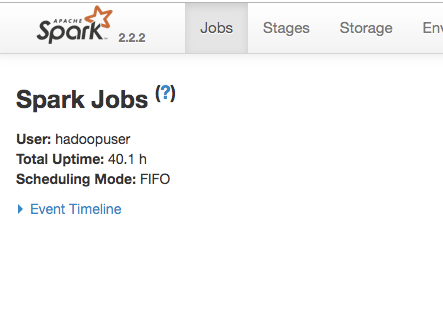 APACHE
Spark 2.2.2 Jobs Stages Storage
Spark Jobs (?)
User: hadoopuser
Total Uptime: 40.1 h
Scheduling Mode: FIFO
Event Timeline